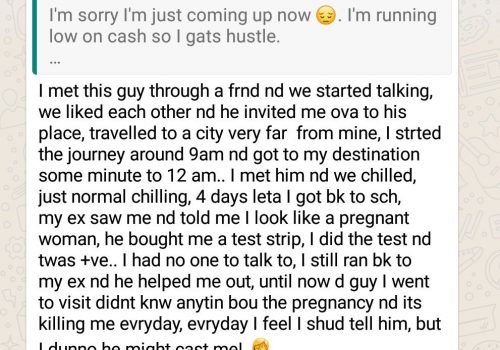 I'm sorry I'm just coming up now 😔. I'm running
low on cash so I gats hustle.
...
I met this guy through a frnd nd we started talking,
we liked each other nd he invited me ova to his
place, travelled to a city very far from mine, I strted
the journey around 9am nd got to my destination
some minute to 12 am.. I met him nd we chilled,
just normal chilling, 4 days leta I got bk to sch,
my ex saw me nd told me I look like a pregnant
woman, he bought me a test strip, I did the test nd
twas +ve.. I had no one to talk to, I still ran bk to
my ex nd he helped me out, until now d guy I went
to visit didnt knw anytin bou the pregnancy nd its
killing me evryday, evryday I feel I shud tell him, but
I dunno he might cast me!